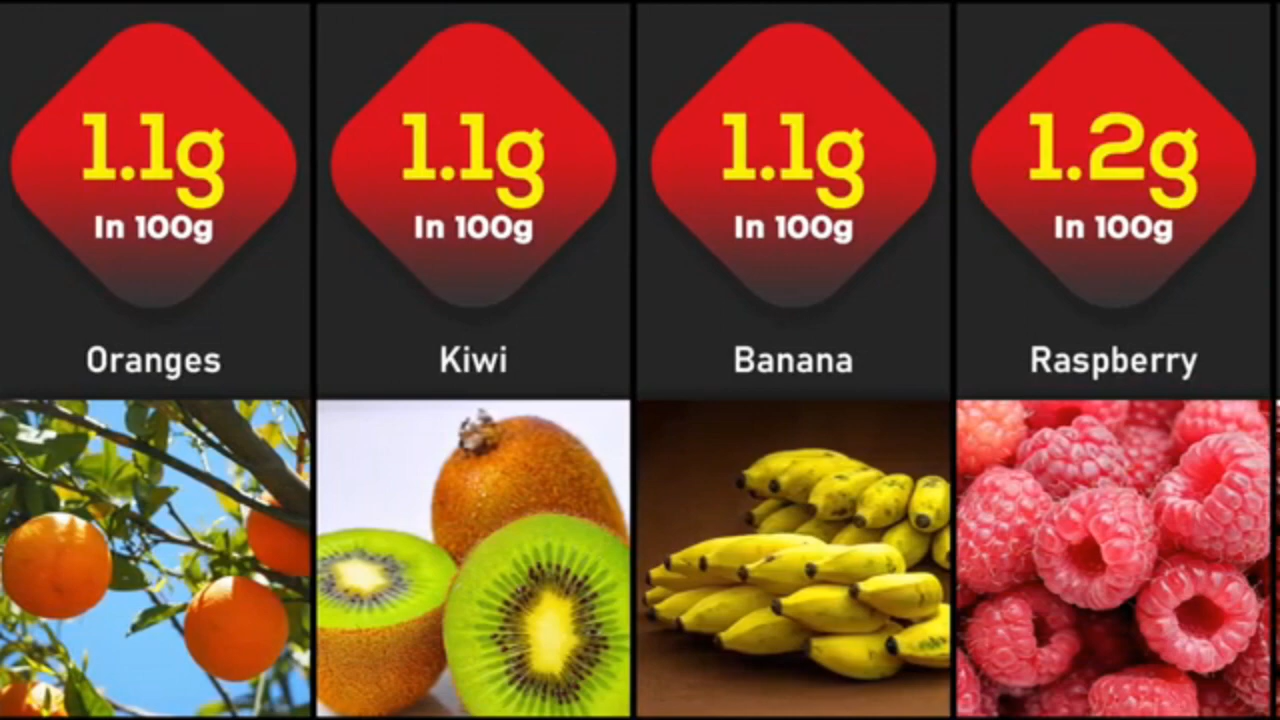 1.1g
In 100g
Oranges
1.1g
In 100g
Kiwi
1.1g
In 100g
Banana
1.2g
In 100g
Raspberry